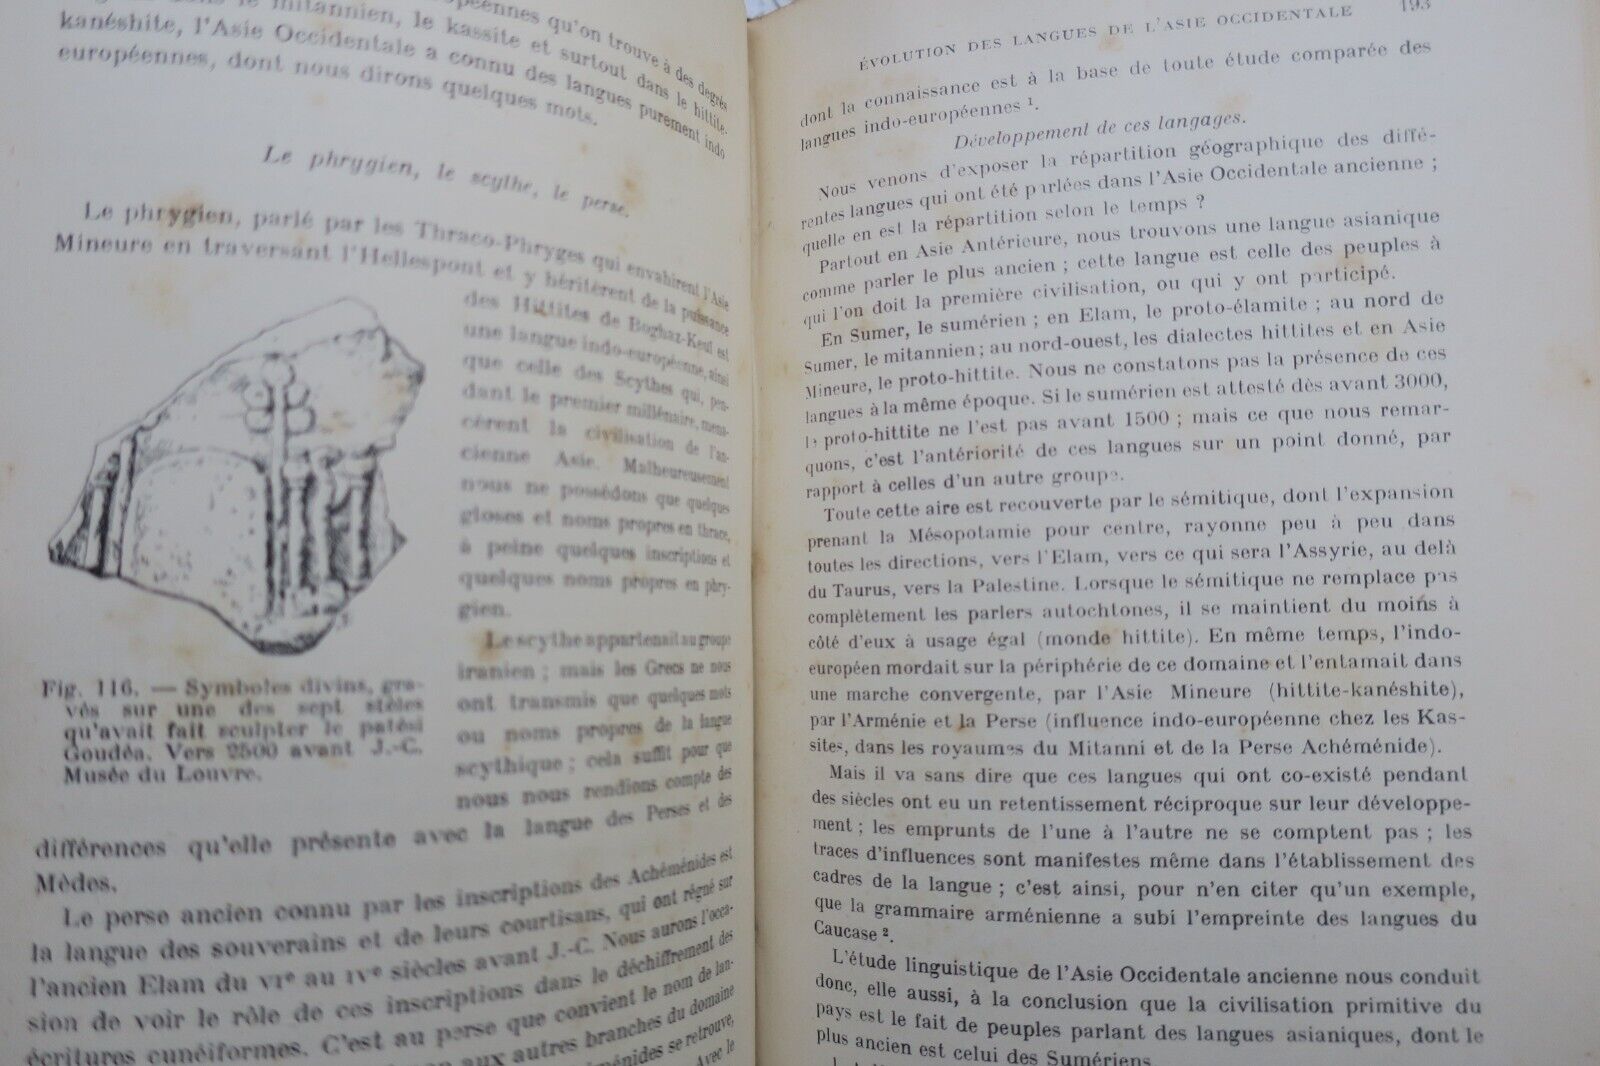 péennes qu'on trouve à des degrés
dans le mitannien, le kassite et surtout dans le hittite.
kanéshite, l'Asie Occidentale a connu des langues purement indo
européennes, dont nous dirons quelques mots.
Le phrygien, le scythe, le perse.
Le phrygien, parlé par les Thraco-Phryges qui envahirent l'Asie
Mineure en traversant l'Hellespont et y héritèrent de la puissance
des Hittites de Boghaz-Keui est
une langue indo-européenne, ainsi
que celle des Scythes qui, pen-
dant le premier millénaire, mena-
cèrent la civilisation de l'an-
cienne Asie. Malheureusement
nous ne possédons que quelques
gloses et noms propres en thrace,
à peine quelques inscriptions et
quelques noms propres en phry-
gien.
Le scythe appartenait au groupe
iranien ; mais les Grecs ne nous
ont transmis que quelques mots
ou noms propres de la langue
scythique ; cela suffit pour que
nous nous rendions compte des
Fig. 116. — Symboles divins, gra-
vés sur une des sept stèles
qu'avait fait sculpter le patési
Goudéa. Vers 2500 avant J.-C.
Musée du Louvre.
différences qu'elle présente avec la langue des Perses et des
Mèdes.
Le perse ancien connu par les inscriptions des Achéménides est
la langue des souverains et de leurs courtisans, qui ont régné sur
l'ancien Elam du VIe au IVe siècles avant J.-C. Nous aurons l'occa-
sion de voir le rôle de ces inscriptions dans le déchiffrement des
écritures cunéiformes. C'est au perse que convient le nom de lan-
aux autres branches du domaine
ménides se retrouve,
Avec le
ÉVOLUTION DES LANGUES DE L'ASIE OCCIDENTALE 193
dont la connaissance est à la base de toute étude comparée des
langues indo-européennes 1.
Développement de ces langages.
Nous venons d'exposer la répartition géographique des diffé-
rentes langues qui ont été parlées dans l'Asie Occidentale ancienne ;
quelle en est la répartition selon le temps ?
Partout en Asie Antérieure, nous trouvons une langue asianique
comme parler le plus ancien ; cette langue est celle des peuples à
qui l'on doit la première civilisation, ou qui y ont participé.
En Sumer, le sumérien ; en Elam, le proto-élamite ; au nord de
Sumer, le mitannien ; au nord-ouest, les dialectes hittites et en Asie
Mineure, le proto-hittite. Nous ne constatons pas la présence de ces
langues à la même époque. Si le sumérien est attesté dès avant 3000,
le proto-hittite ne l'est pas avant 1500 ; mais ce que nous remar-
quons, c'est l'antériorité de ces langues sur un point donné, par
rapport à celles d'un autre groupe.
Toute cette aire est recouverte par le sémitique, dont l'expansion
prenant la Mésopotamie pour centre, rayonne peu à peu dans
toutes les directions, vers l'Elam, vers ce qui sera l'Assyrie, au delà
du Taurus, vers la Palestine. Lorsque le sémitique ne remplace pas
complètement les parlers autochtones, il se maintient du moins à
côté d'eux à usage égal (monde hittite). En même temps, l'indo-
européen mordait sur la périphérie de ce domaine et l'entamait dans
une marche convergente, par l'Asie Mineure (hittite-kanéshite),
par l'Arménie et la Perse (influence indo-européenne chez les Kas-
sites, dans les royaumes du Mitanni et de la Perse Achéménide).
Mais il va sans dire que ces langues qui ont co-existé pendant
des siècles ont eu un retentissement réciproque sur leur développe-
ment ; les emprunts de l'une à l'autre ne se comptent pas ; les
traces d'influences sont manifestes même dans l'établissement des
cadres de la langue ; c'est ainsi, pour n'en citer qu'un exemple,
que la grammaire arménienne a subi l'empreinte des langues du
Caucase 2.
L'étude linguistique de l'Asie Occidentale ancienne nous conduit
donc, elle aussi, à la conclusion que la civilisation primitive du
pays est le fait de peuples parlant des langues asianiques, dont le
plus ancien est celui des Sumériens.